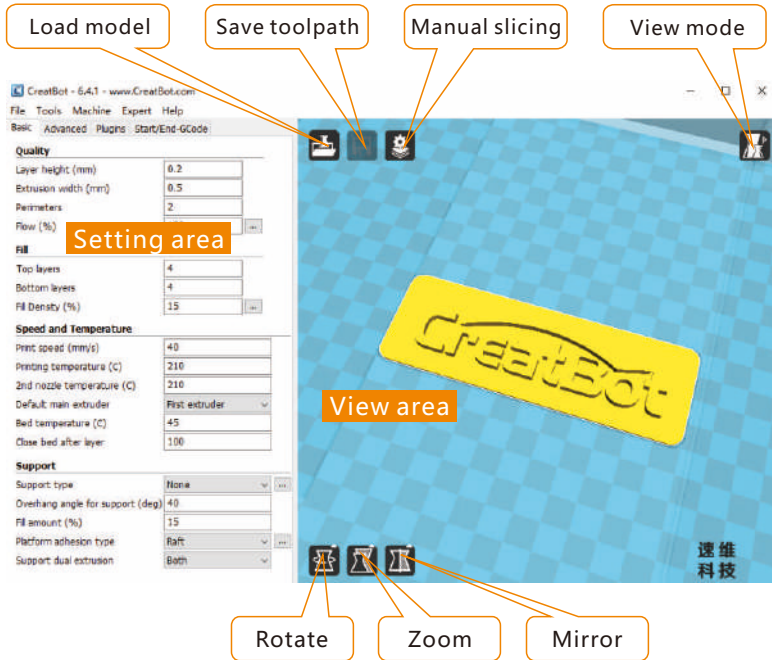 Load model
Save toolpath
Manual slicing
View mode
CreatBot - 6.4.1 - www.CreatBot.com
File Tools Machine Expert Help
Basic Advanced Plugins Start/End-GCode
Quality
Layer height (mm) 0.2
Extrusion width (mm) 0.5
Perimeters 2
Flow (%) ...
Setting area
Fill
Top layers 4
Bottom layers 4
Fill Density (%) 15 ...
Speed and Temperature
Print speed (mm/s) 40
Printing temperature (C) 210
2nd nozzle temperature (C) 210
Default main extruder First extruder
Bed temperature (C) 45
Close bed after layer 100
Support
Support type None ...
Overhang angle for support (deg) 40
Fill amount (%) 15
Platform adhesion type Raft ...
Support dual extrusion Both
CreatBot
View area
速维
科技
Rotate
Zoom
Mirror